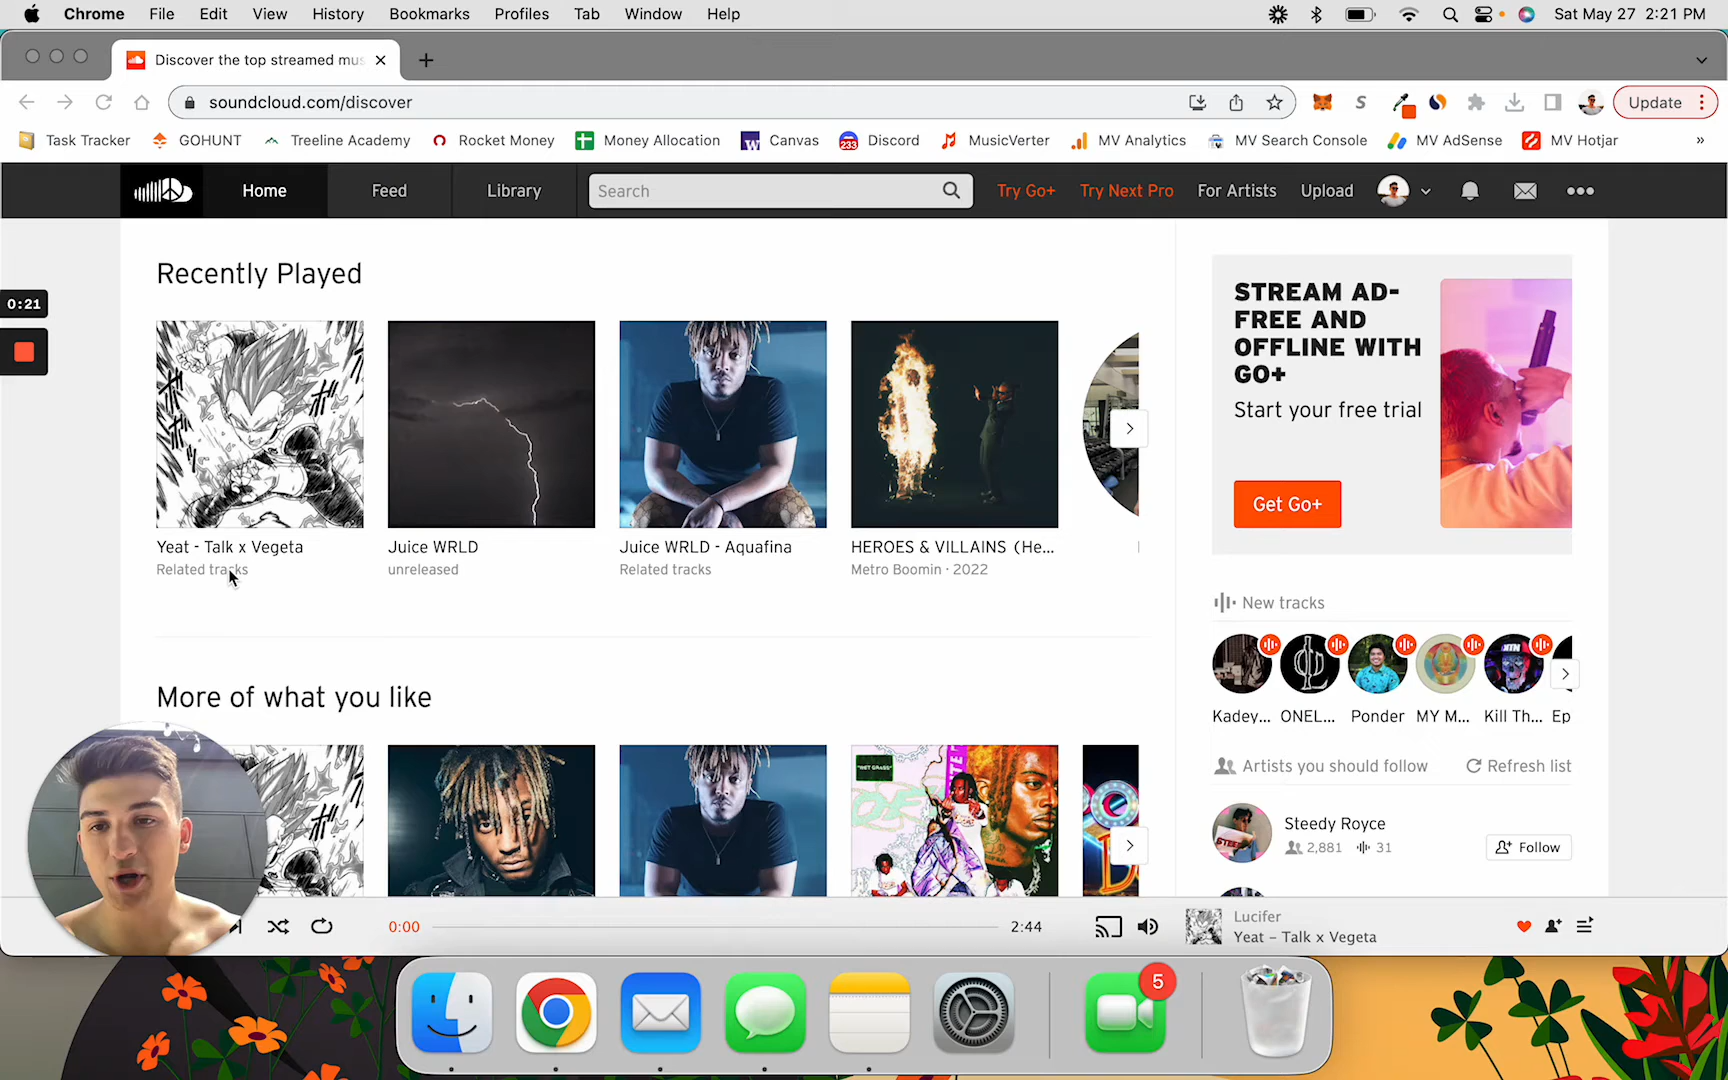 Chrome File Edit View History Bookmarks Profiles Tab Window Help Sat May 27 2:21 PM
Discover the top streamed mus
soundcloud.com/discover Update
Task Tracker GOHUNT Treeline Academy Rocket Money Money Allocation Canvas 233 Discord MusicVerter MV Analytics MV Search Console MV AdSense MV Hotjar »
Home Feed Library Search Try Go+ Try Next Pro For Artists Upload
Recently Played
0:21
Yeat - Talk x Vegeta
Related tracks
Juice WRLD
unreleased
Juice WRLD - Aquafina
Related tracks
HEROES & VILLAINS (He...
Metro Boomin · 2022
STREAM AD-
FREE AND
OFFLINE WITH
GO+
Start your free trial
Get Go+
New tracks
Kadey... ONEL... Ponder MY M... Kill Th... Ep
Artists you should follow Refresh list
Steedy Royce
2,881 31
Follow
More of what you like
0:00 2:44
Lucifer
Yeat – Talk x Vegeta
5